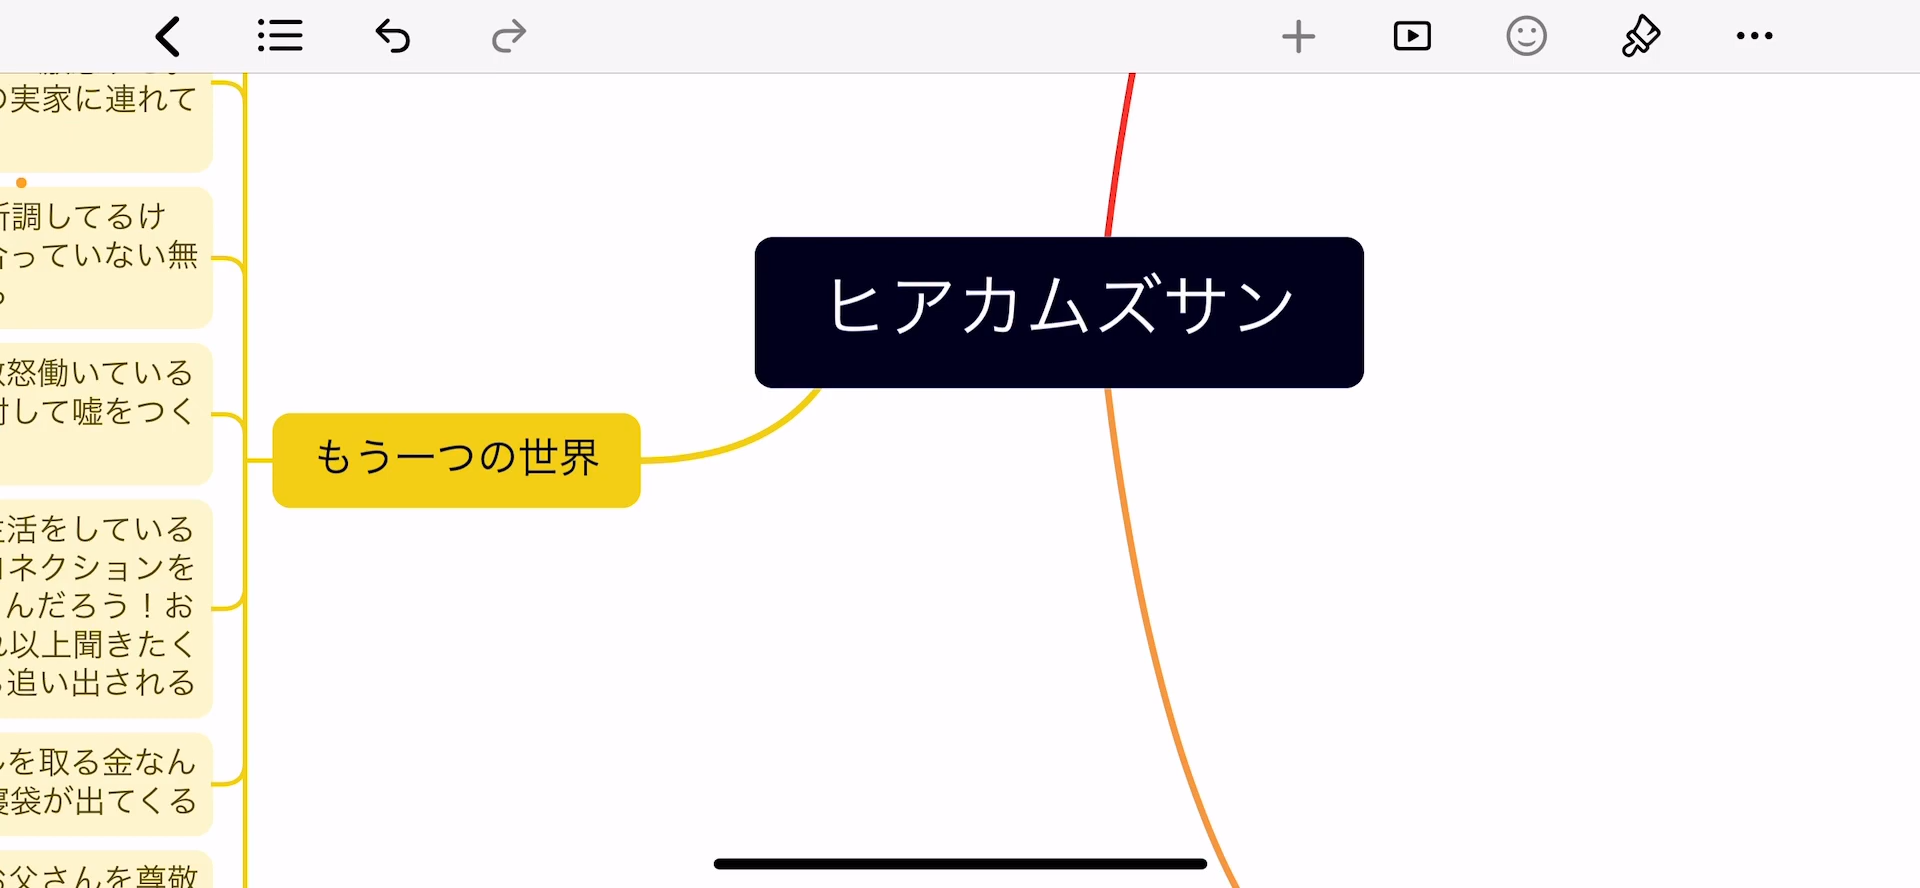 の実家に連れて
調してるけ
っていない無
怒働いている
して嘘をつく
活をしている
ネクションを
んだろう！お
以上聞きたく
追い出される
を取る金なん
袋が出てくる
父さんを尊敬
もう一つの世界
ヒアカムズサン